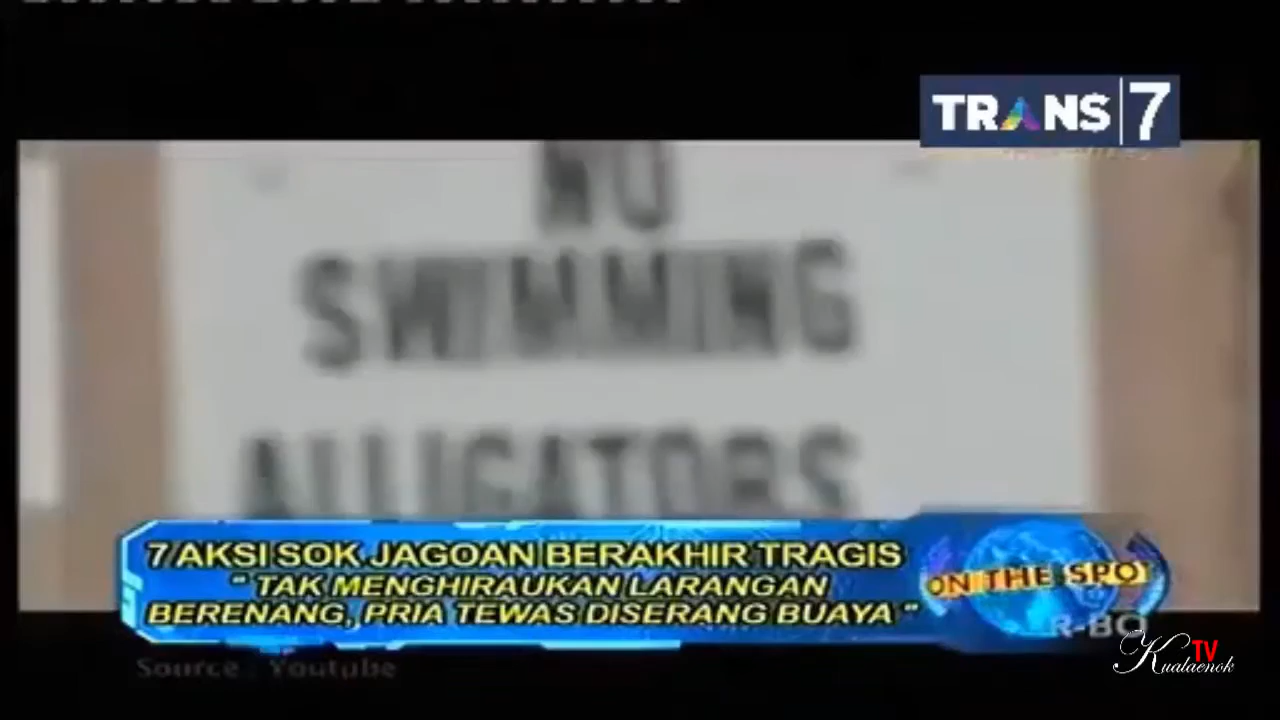 TRANS 7
NO
SWIMMING
ALLIGATORS
7 AKSI SOK JAGOAN BERAKHIR TRAGIS
" TAK MENGHIRAUKAN LARANGAN
BERENANG, PRIA TEWAS DISERANG BUAYA "
ON THE SPOT
R-BO
TV
Kualaenok
Source : Youtube